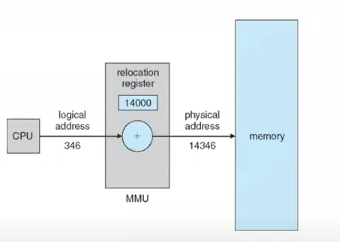 relocation
register
14000
logical
address
physical
address
CPU
+
memory
346
14346
MMU